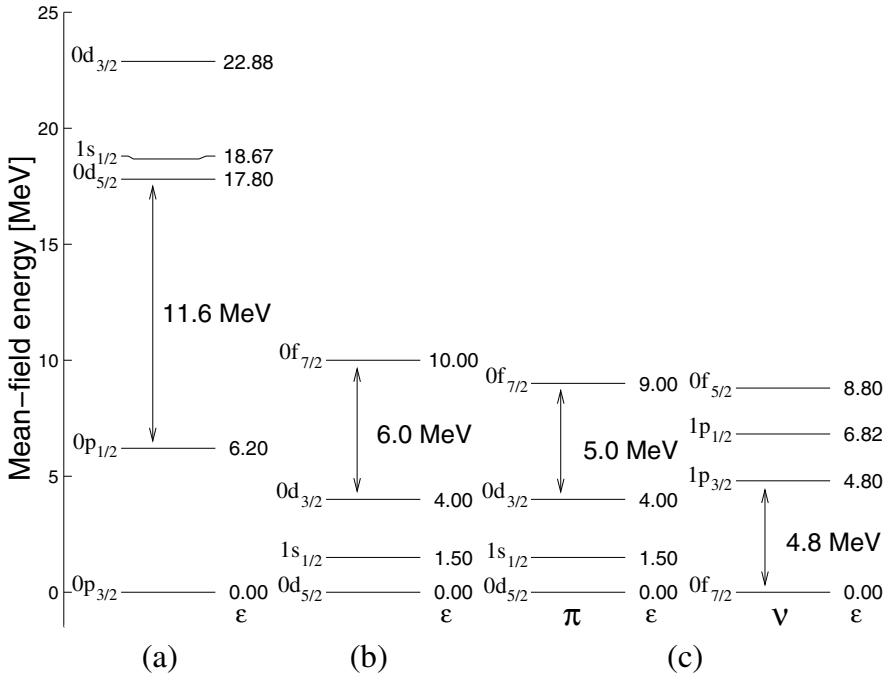 Mean−field energy [MeV]
25
20
15
10
5
0
0d3/2 22.88
1s1/2 18.67
0d5/2 17.80
11.6 MeV
0p1/2 6.20
0p3/2 0.00
ε
(a)
0f7/2 10.00
6.0 MeV
0d3/2 4.00
1s1/2 1.50
0d5/2 0.00
ε
(b)
0f7/2 9.00
5.0 MeV
0d3/2 4.00
1s1/2 1.50
0d5/2 0.00
π ε
0f5/2 8.80
1p1/2 6.82
1p3/2 4.80
4.8 MeV
0f7/2 0.00
ν ε
(c)